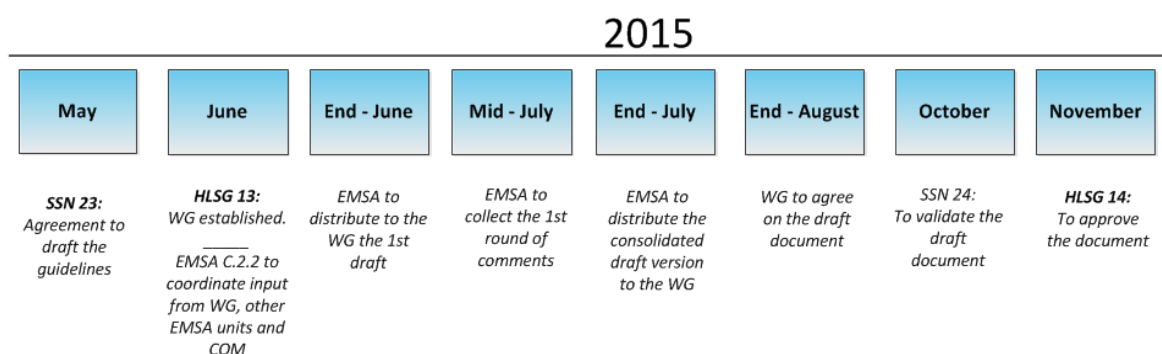 2015
May
June
End - June
Mid - July
End - July
End - August
October
November
SSN 23:
Agreement to
draft the
guidelines
HLSG 13:
WG established.
______
EMSA C.2.2 to
coordinate input
from WG, other
EMSA units and
COM
EMSA to
distribute to the
WG the 1st
draft
EMSA to
collect the 1st
round of
comments
EMSA to
distribute the
consolidated
draft version
to the WG
WG to agree
on the draft
document
SSN 24:
To validate the
draft
document
HLSG 14:
To approve
the document